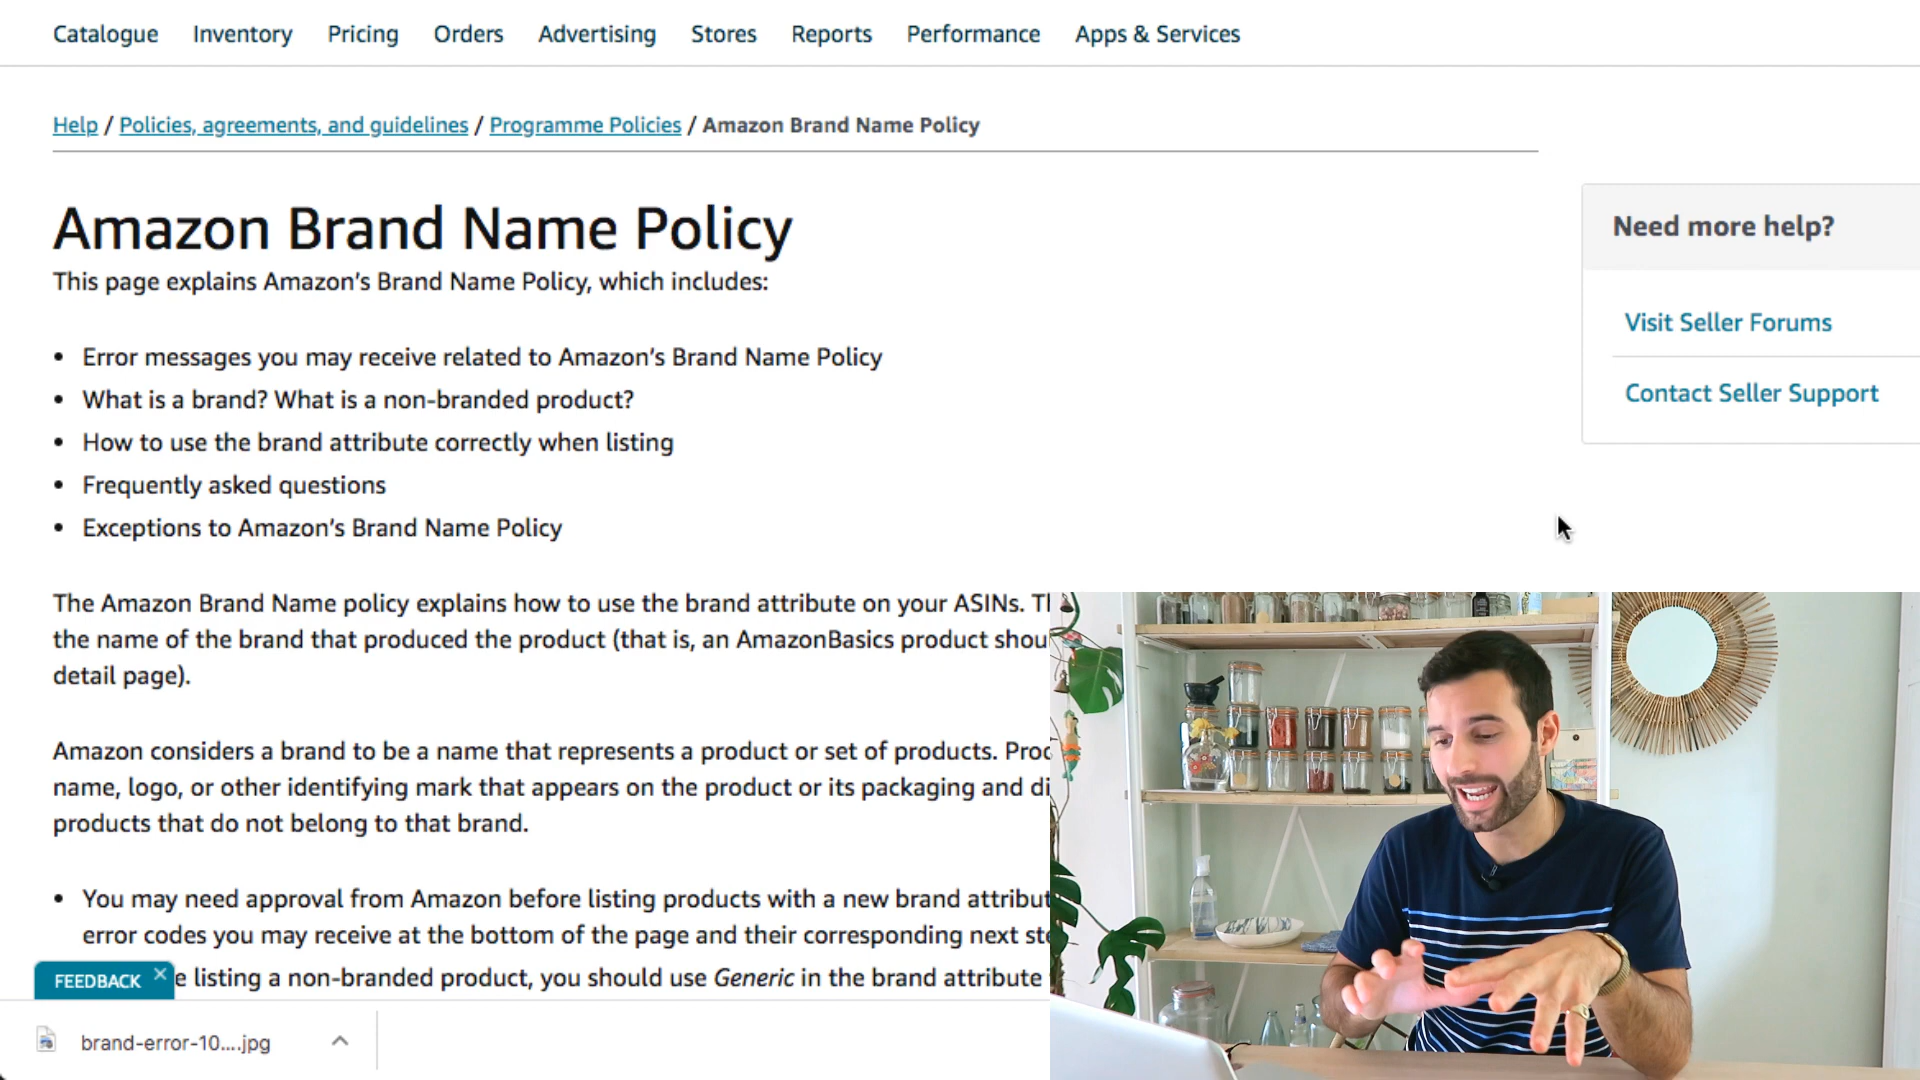 Catalogue Inventory Pricing Orders Advertising Stores Reports Performance Apps & Services
Help / Policies, agreements, and guidelines / Programme Policies / Amazon Brand Name Policy
Amazon Brand Name Policy
This page explains Amazon's Brand Name Policy, which includes:
• Error messages you may receive related to Amazon's Brand Name Policy
• What is a brand? What is a non-branded product?
• How to use the brand attribute correctly when listing
• Frequently asked questions
• Exceptions to Amazon's Brand Name Policy
Need more help?
Visit Seller Forums
Contact Seller Support
The Amazon Brand Name policy explains how to use the brand attribute on your ASINs.
the name of the brand that produced the product (that is, an AmazonBasics product
detail page).
Amazon considers a brand to be a name that represents a product or set of products.
name, logo, or other identifying mark that appears on the product or its packaging and
products that do not belong to that brand.
• You may need approval from Amazon before listing products with a new brand
error codes you may receive at the bottom of the page and their corresponding next
listing a non-branded product, you should use Generic in the brand attribute
FEEDBACK ×
brand-error-10....jpg